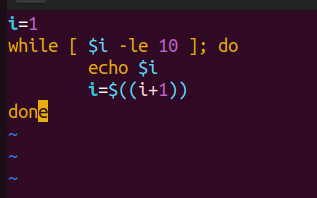 i=1
while [ $i -le 10 ]; do
        echo $i
        i=$((i+1))
done
~
~
~